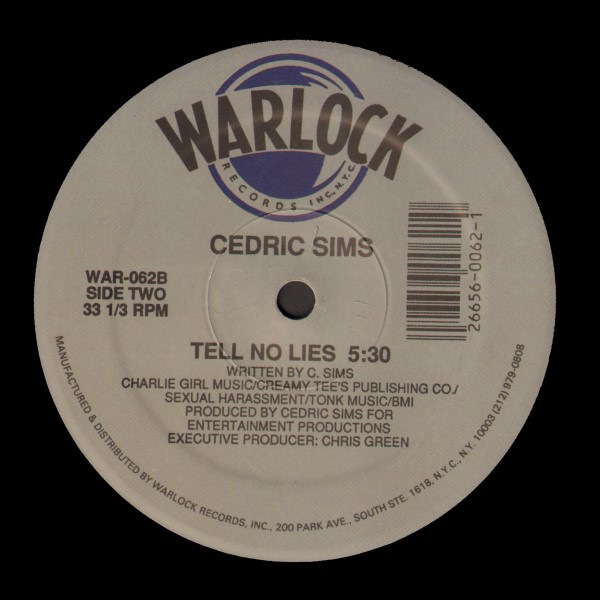 WARLOCK
RECORDS INC., N.Y.C.
CEDRIC SIMS
WAR-062B
SIDE TWO
33 1/3 RPM
26656-0062-1
TELL NO LIES 5:30
WRITTEN BY C. SIMS
CHARLIE GIRL MUSIC/CREAMY TEE'S PUBLISHING CO./
SEXUAL HARASSMENT/TONK MUSIC/BMI
PRODUCED BY CEDRIC SIMS FOR
ENTERTAINMENT PRODUCTIONS
EXECUTIVE PRODUCER: CHRIS GREEN
MANUFACTURED & DISTRIBUTED BY WARLOCK RECORDS, INC., 200 PARK AVE., SOUTH STE. 1618, N.Y.C., N.Y. 10003 (212) 979-0808